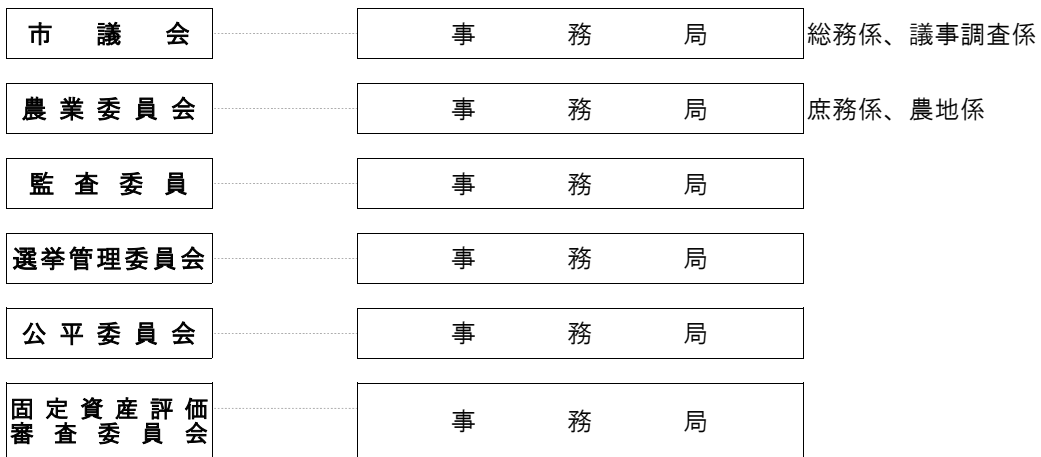 市議会 事務局 総務係、議事調査係
農業委員会 事務局 庶務係、農地係
監査委員 事務局
選挙管理委員会 事務局
公平委員会 事務局
固定資産評価
審査委員会 事務局